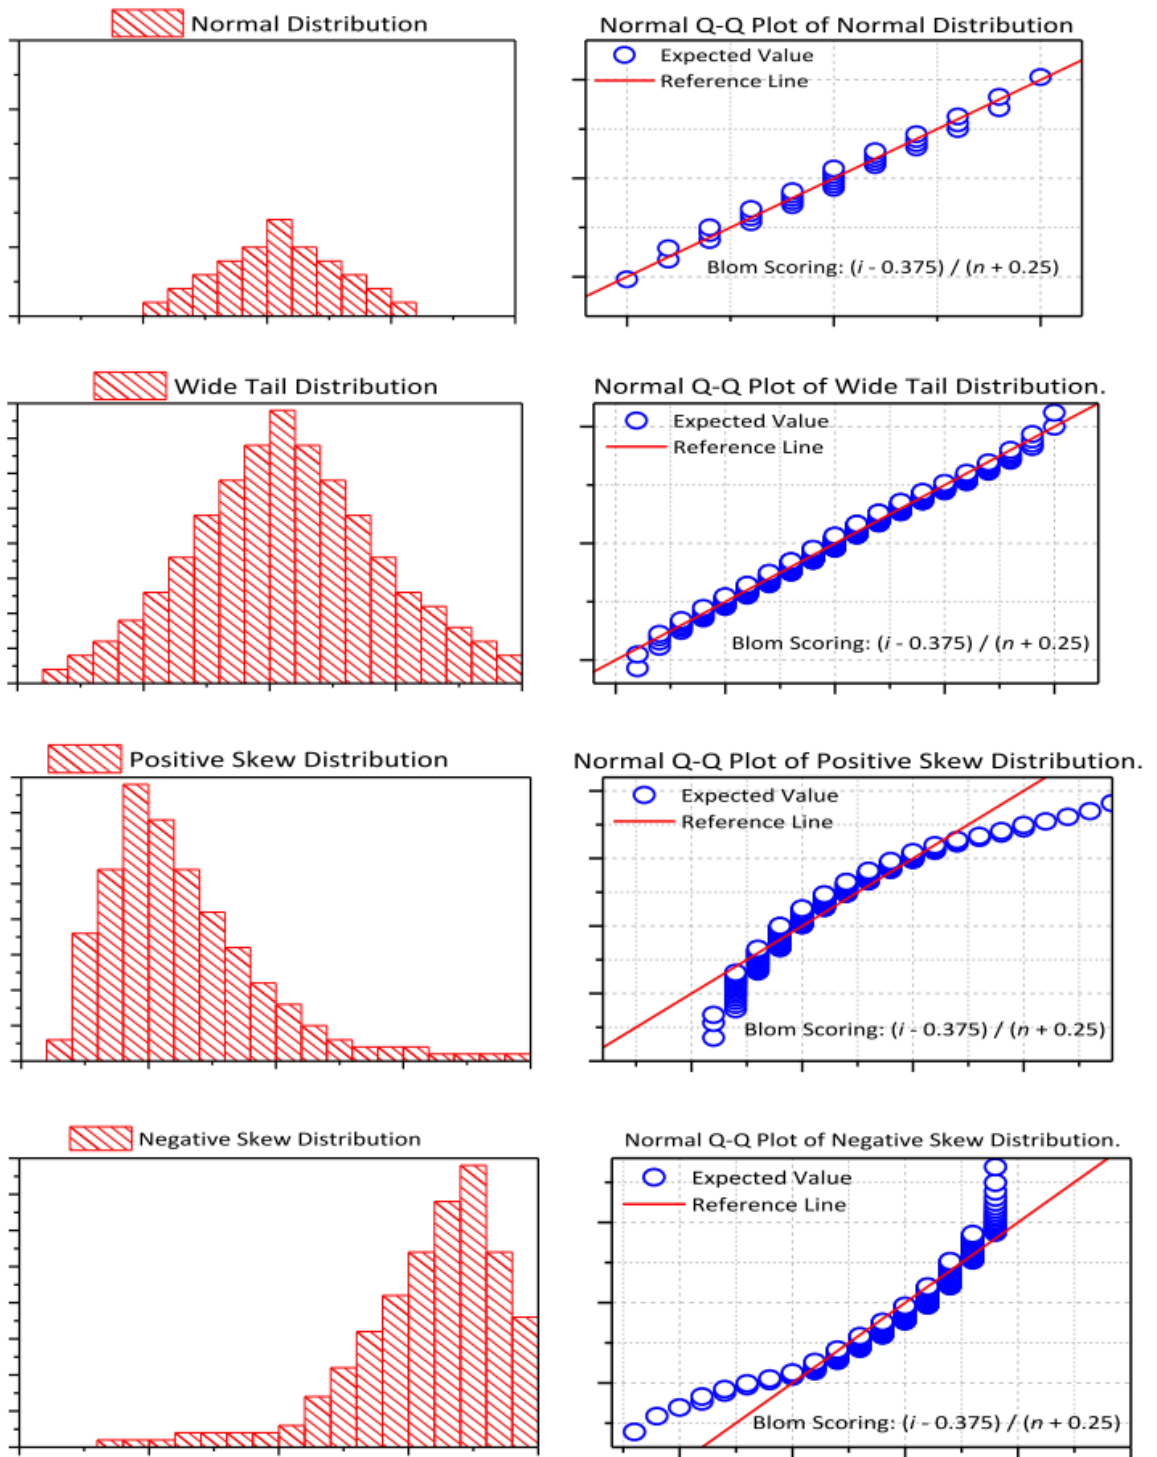 Normal Distribution
Normal Q-Q Plot of Normal Distribution
Expected Value
Reference Line
Blom Scoring: (i - 0.375) / (n + 0.25)
Wide Tail Distribution
Normal Q-Q Plot of Wide Tail Distribution.
Expected Value
Reference Line
Blom Scoring: (i - 0.375) / (n + 0.25)
Positive Skew Distribution
Normal Q-Q Plot of Positive Skew Distribution.
Expected Value
Reference Line
Blom Scoring: (i - 0.375) / (n + 0.25)
Negative Skew Distribution
Normal Q-Q Plot of Negative Skew Distribution.
Expected Value
Reference Line
Blom Scoring: (i - 0.375) / (n + 0.25)